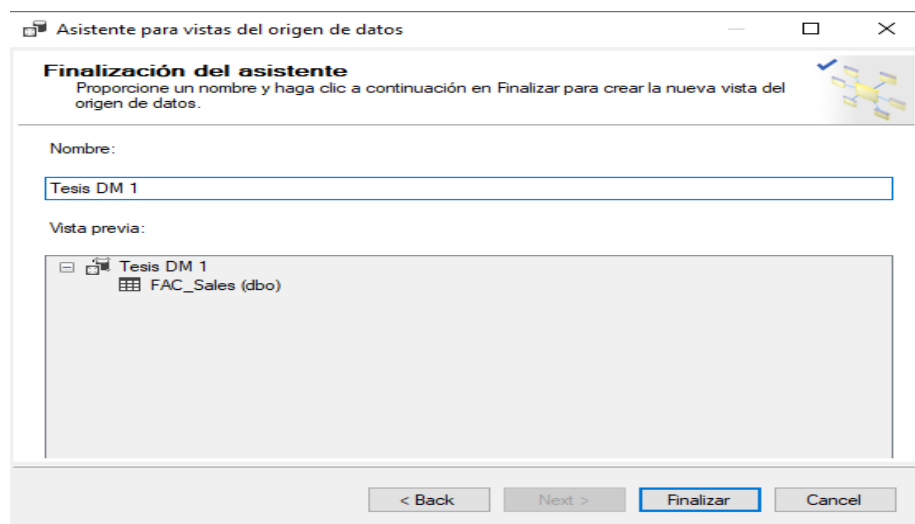 Asistente para vistas del origen de datos
Finalización del asistente
Proporcione un nombre y haga clic a continuación en Finalizar para crear la nueva vista del
origen de datos.
Nombre:
Tesis DM 1
Vista previa:
Tesis DM 1
FAC_Sales (dbo)
< Back Next > Finalizar Cancel